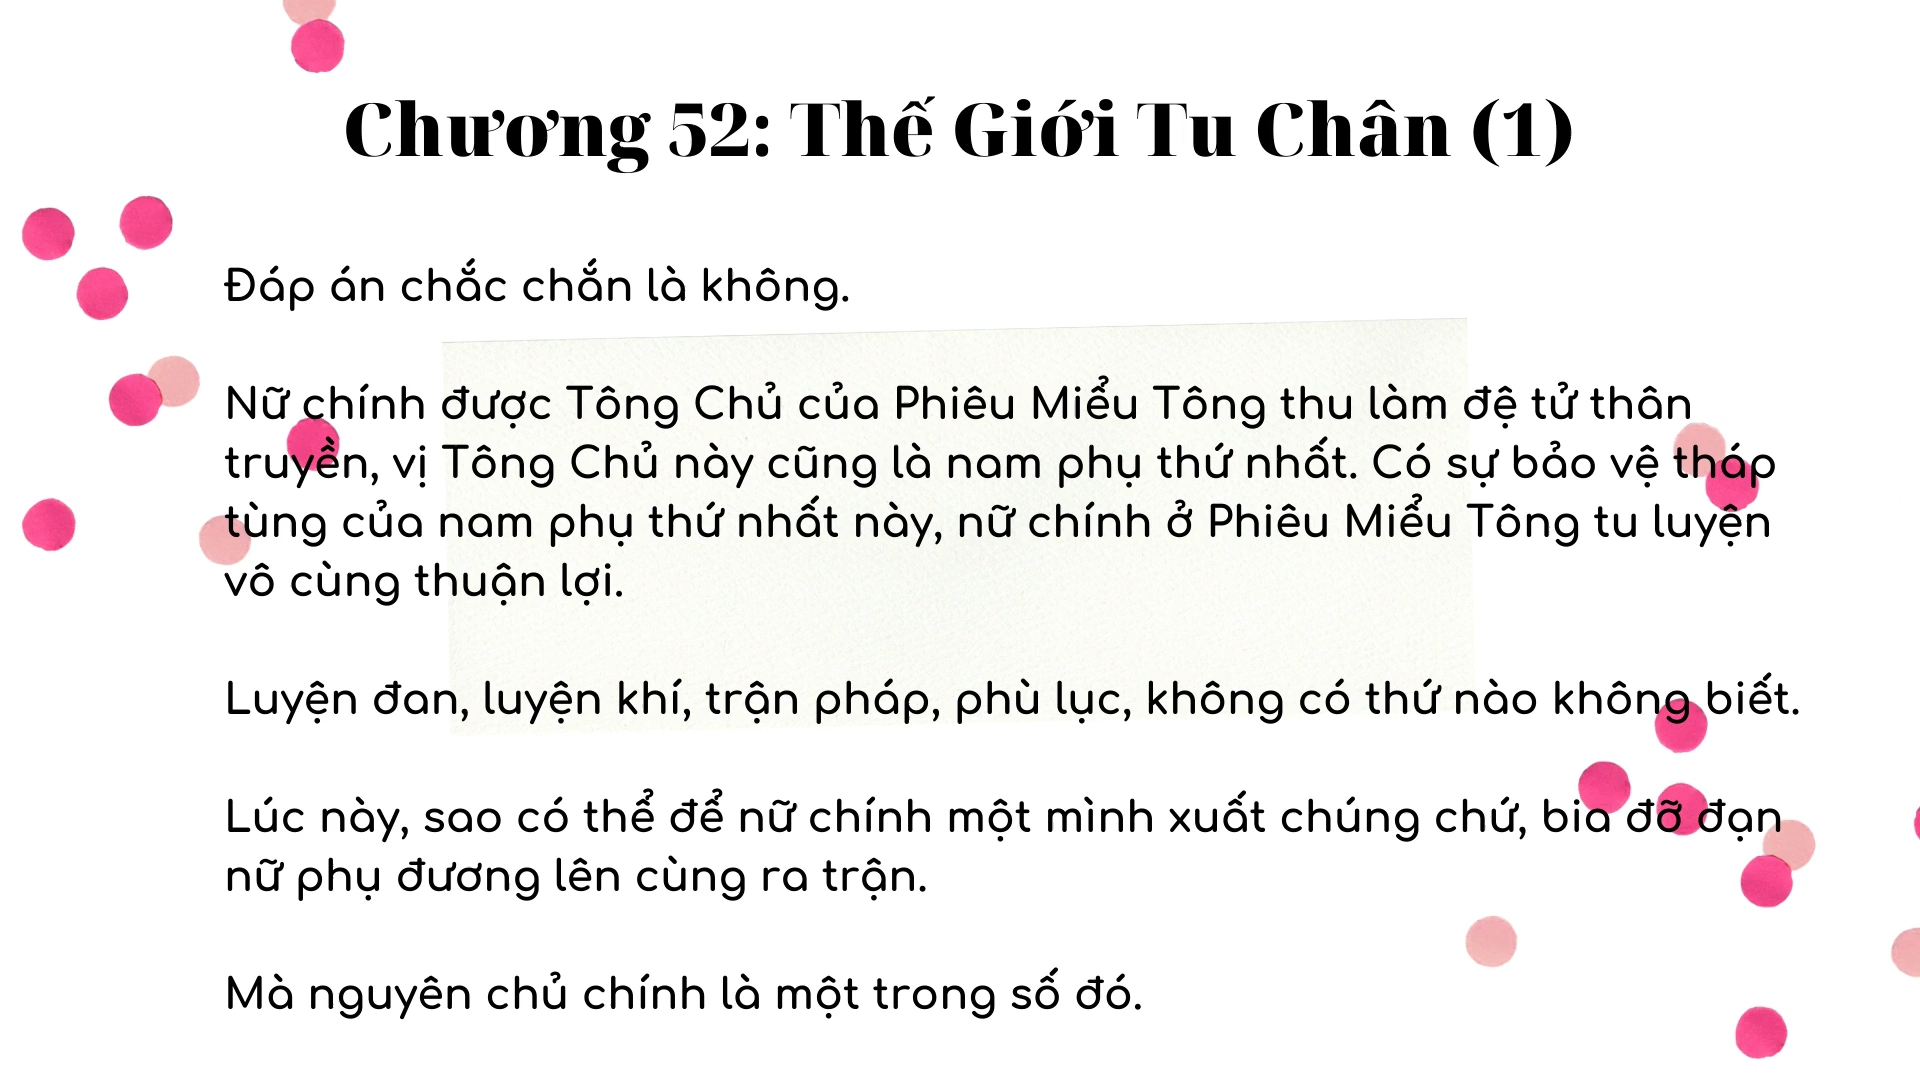 Chương 52: Thế Giới Tu Chân (1)
Đáp án chắc chắn là không.
Nữ chính được Tông Chủ của Phiêu Miểu Tông thu làm đệ tử thân
truyền, vị Tông Chủ này cũng là nam phụ thứ nhất. Có sự bảo vệ tháp
tùng của nam phụ thứ nhất này, nữ chính ở Phiêu Miểu Tông tu luyện
vô cùng thuận lợi.
Luyện đan, luyện khí, trận pháp, phù lục, không có thứ nào không biết.
Lúc này, sao có thể để nữ chính một mình xuất chúng chứ, bia đỡ đạn
nữ phụ đương lên cùng ra trận.
Mà nguyên chủ chính là một trong số đó.